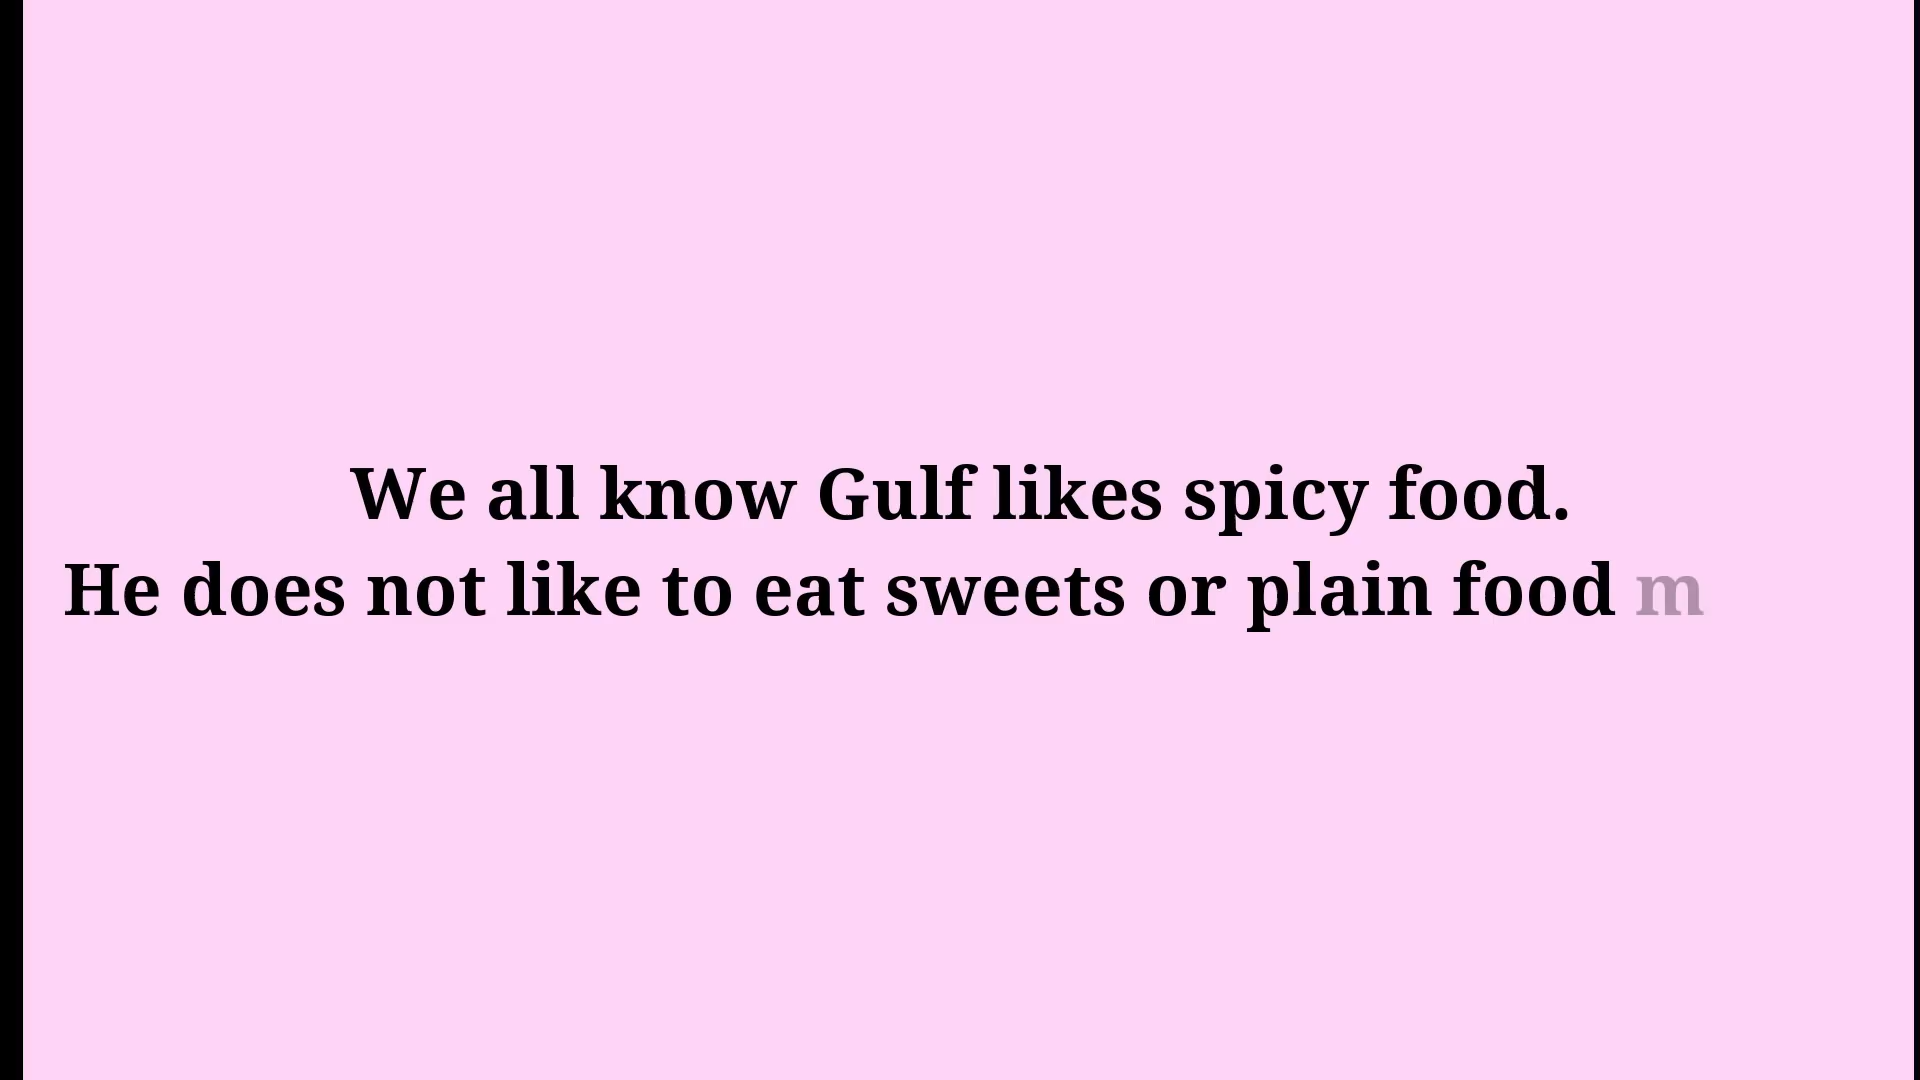 We all know Gulf likes spicy food.
He does not like to eat sweets or plain food m